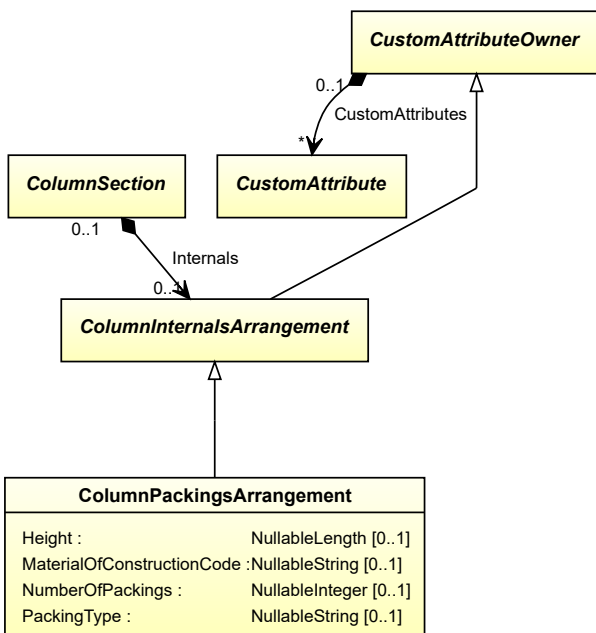 CustomAttributeOwner
0..1
CustomAttributes
*
ColumnSection
CustomAttribute
0..1
Internals
0..1
ColumnInternalsArrangement
ColumnPackingsArrangement
Height : NullableLength [0..1]
MaterialOfConstructionCode : NullableString [0..1]
NumberOfPackings : NullableInteger [0..1]
PackingType : NullableString [0..1]